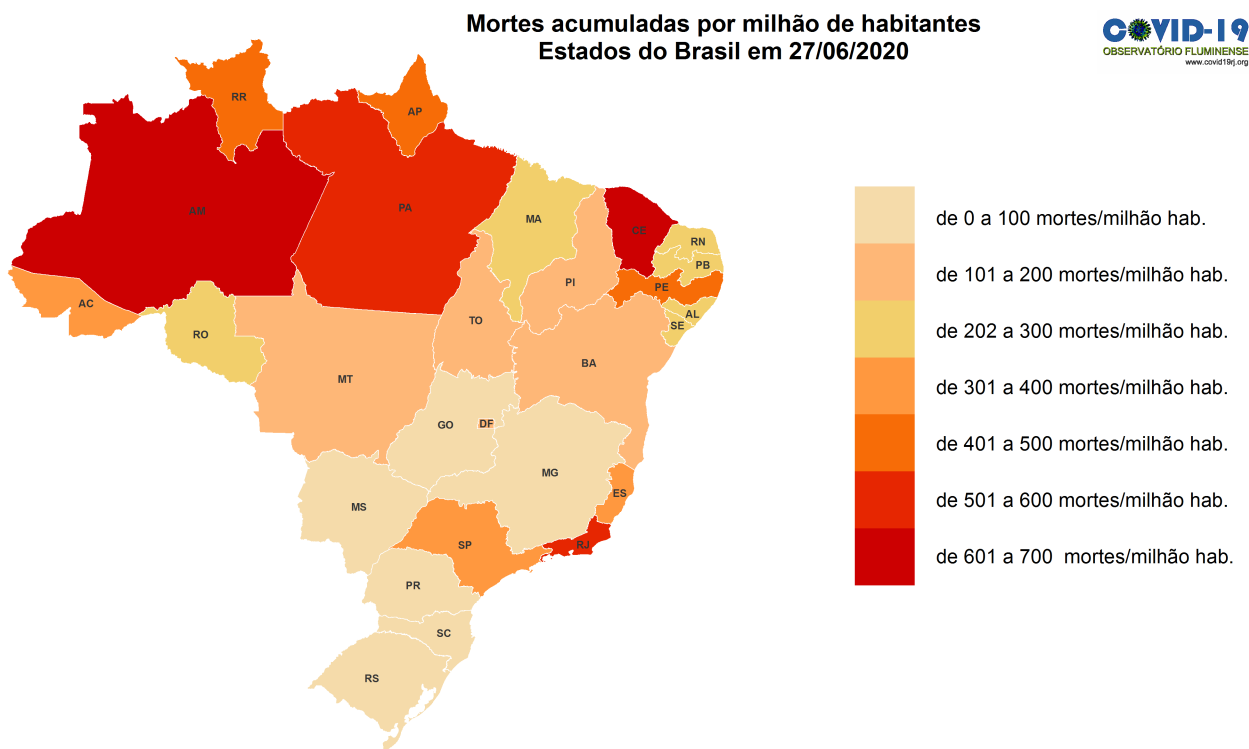 Mortes acumuladas por milhão de habitantes
Estados do Brasil em 27/06/2020
COVID-19
OBSERVATÓRIO FLUMINENSE
www.covid19rj.org
RR
AP
AM
PA
MA
CE
RN
PB
PI
PE
AC
AL
SE
RO
TO
BA
MT
GO
DF
MG
ES
MS
SP
RJ
PR
SC
RS
de 0 a 100 mortes/milhão hab.
de 101 a 200 mortes/milhão hab.
de 202 a 300 mortes/milhão hab.
de 301 a 400 mortes/milhão hab.
de 401 a 500 mortes/milhão hab.
de 501 a 600 mortes/milhão hab.
de 601 a 700 mortes/milhão hab.